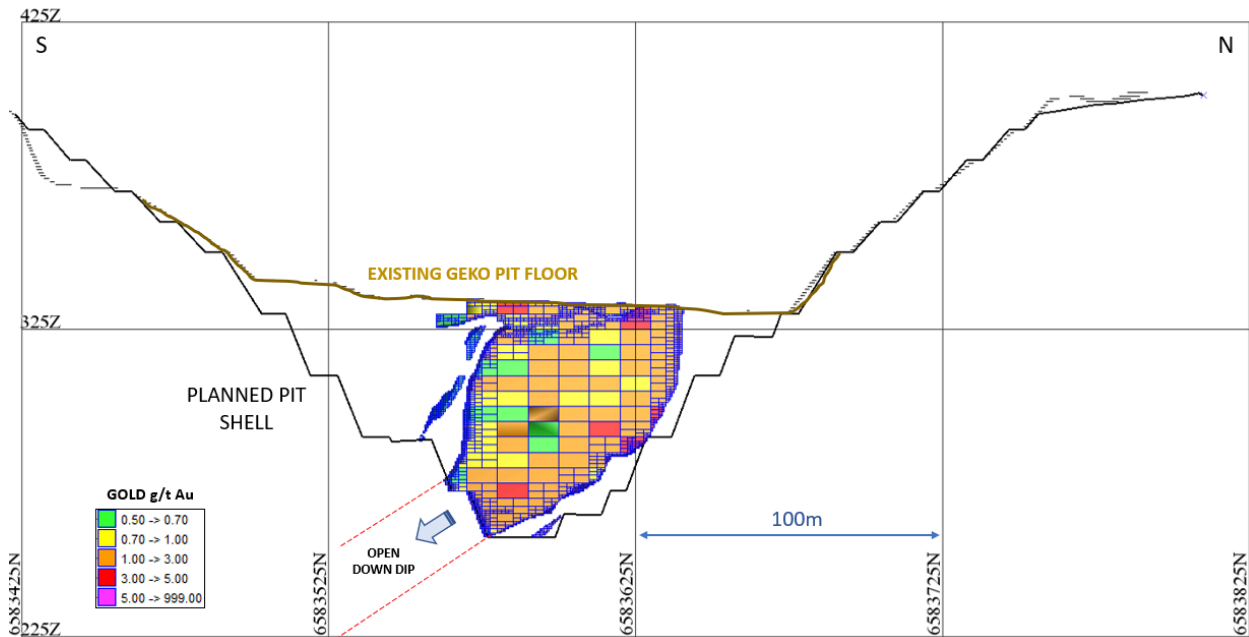 425Z
S
N
EXISTING GEKO PIT FLOOR
325Z
PLANNED PIT
SHELL
GOLD g/t Au
0.50 -> 0.70
0.70 -> 1.00
1.00 -> 3.00
3.00 -> 5.00
5.00 -> 999.00
OPEN
DOWN DIP
100m
6583425N
6583525N
6583625N
6583725N
6583825N
225Z